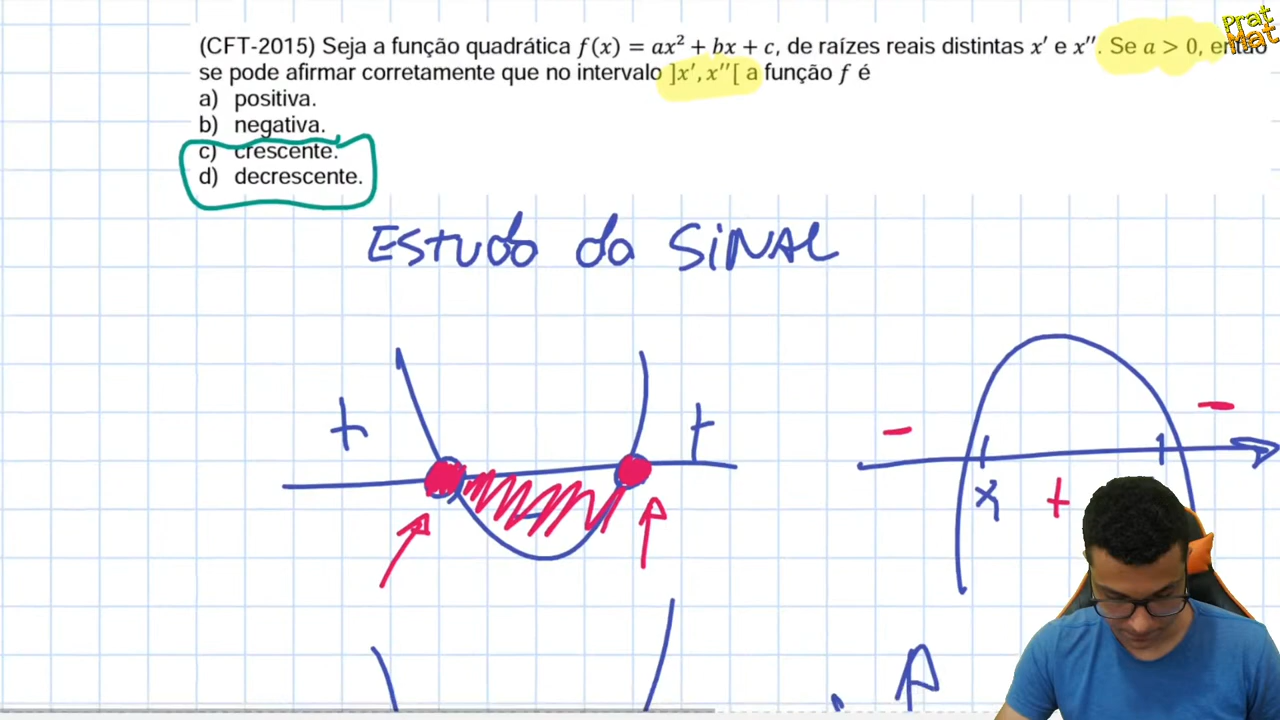 Prat
Mat
(CFT-2015) Seja a função quadrática f(x) = ax² + bx + c, de raízes reais distintas x′ e x″. Se a > 0, então
se pode afirmar corretamente que no intervalo ]x′, x″[ a função f é
a) positiva.
b) negativa.
c) crescente.
d) decrescente.
ESTUDO do SINAL
+ - +
- x + -